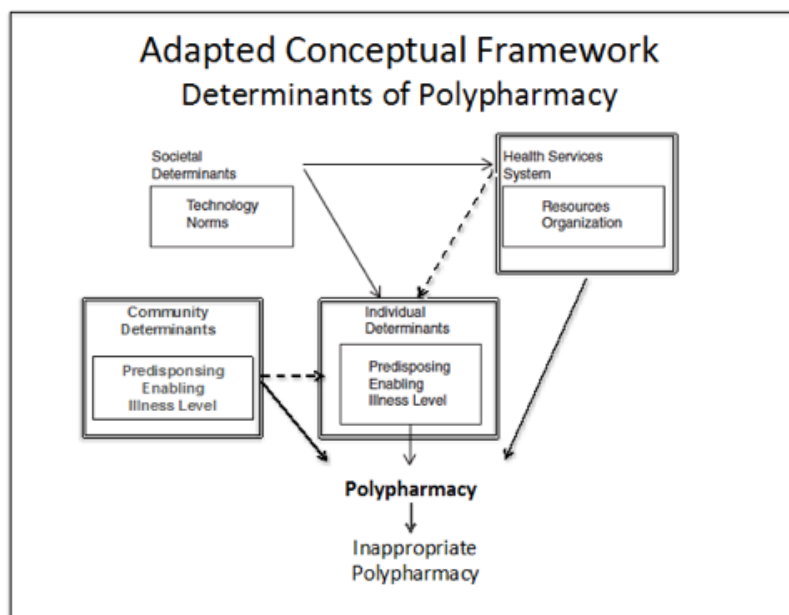 Adapted Conceptual Framework
Determinants of Polypharmacy
Societal
Determinants
Technology
Norms
Health Services
System
Resources
Organization
Community
Determinants
Predisponsing
Enabling
Illness Level
Individual
Determinants
Predisposing
Enabling
Illness Level
Polypharmacy
Inappropriate
Polypharmacy